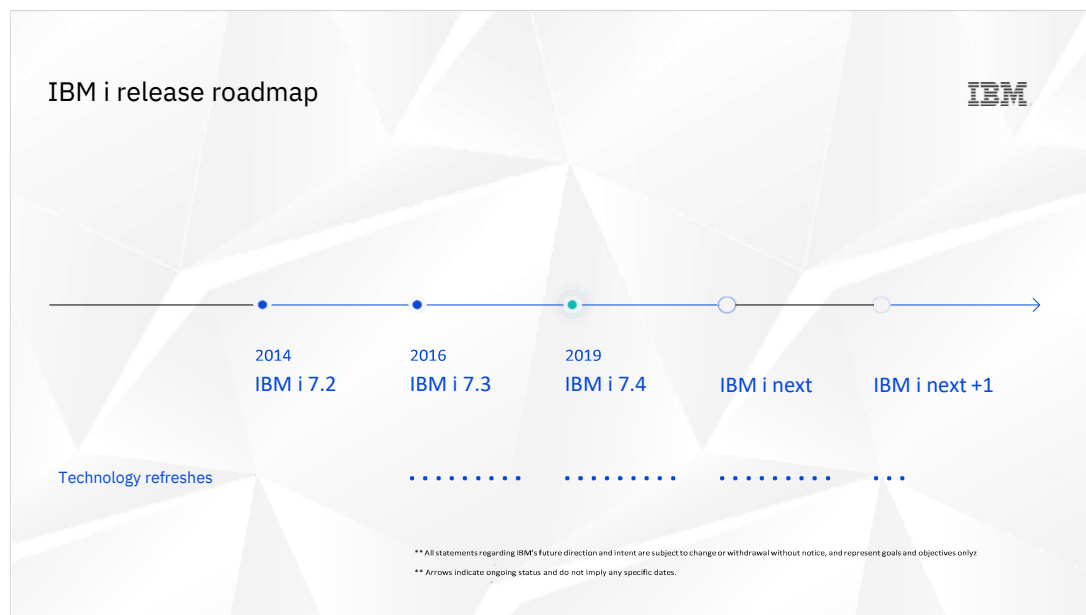 IBM i release roadmap
IBM
2014
2016
2019
IBM i 7.2
IBM i 7.3
IBM i 7.4
IBM i next
IBM i next +1
Technology refreshes
** All statements regarding IBM's future direction and intent are subject to change or withdrawal without notice, and represent goals and objectives onlyz
** Arrows indicate ongoing status and do not imply any specific dates.